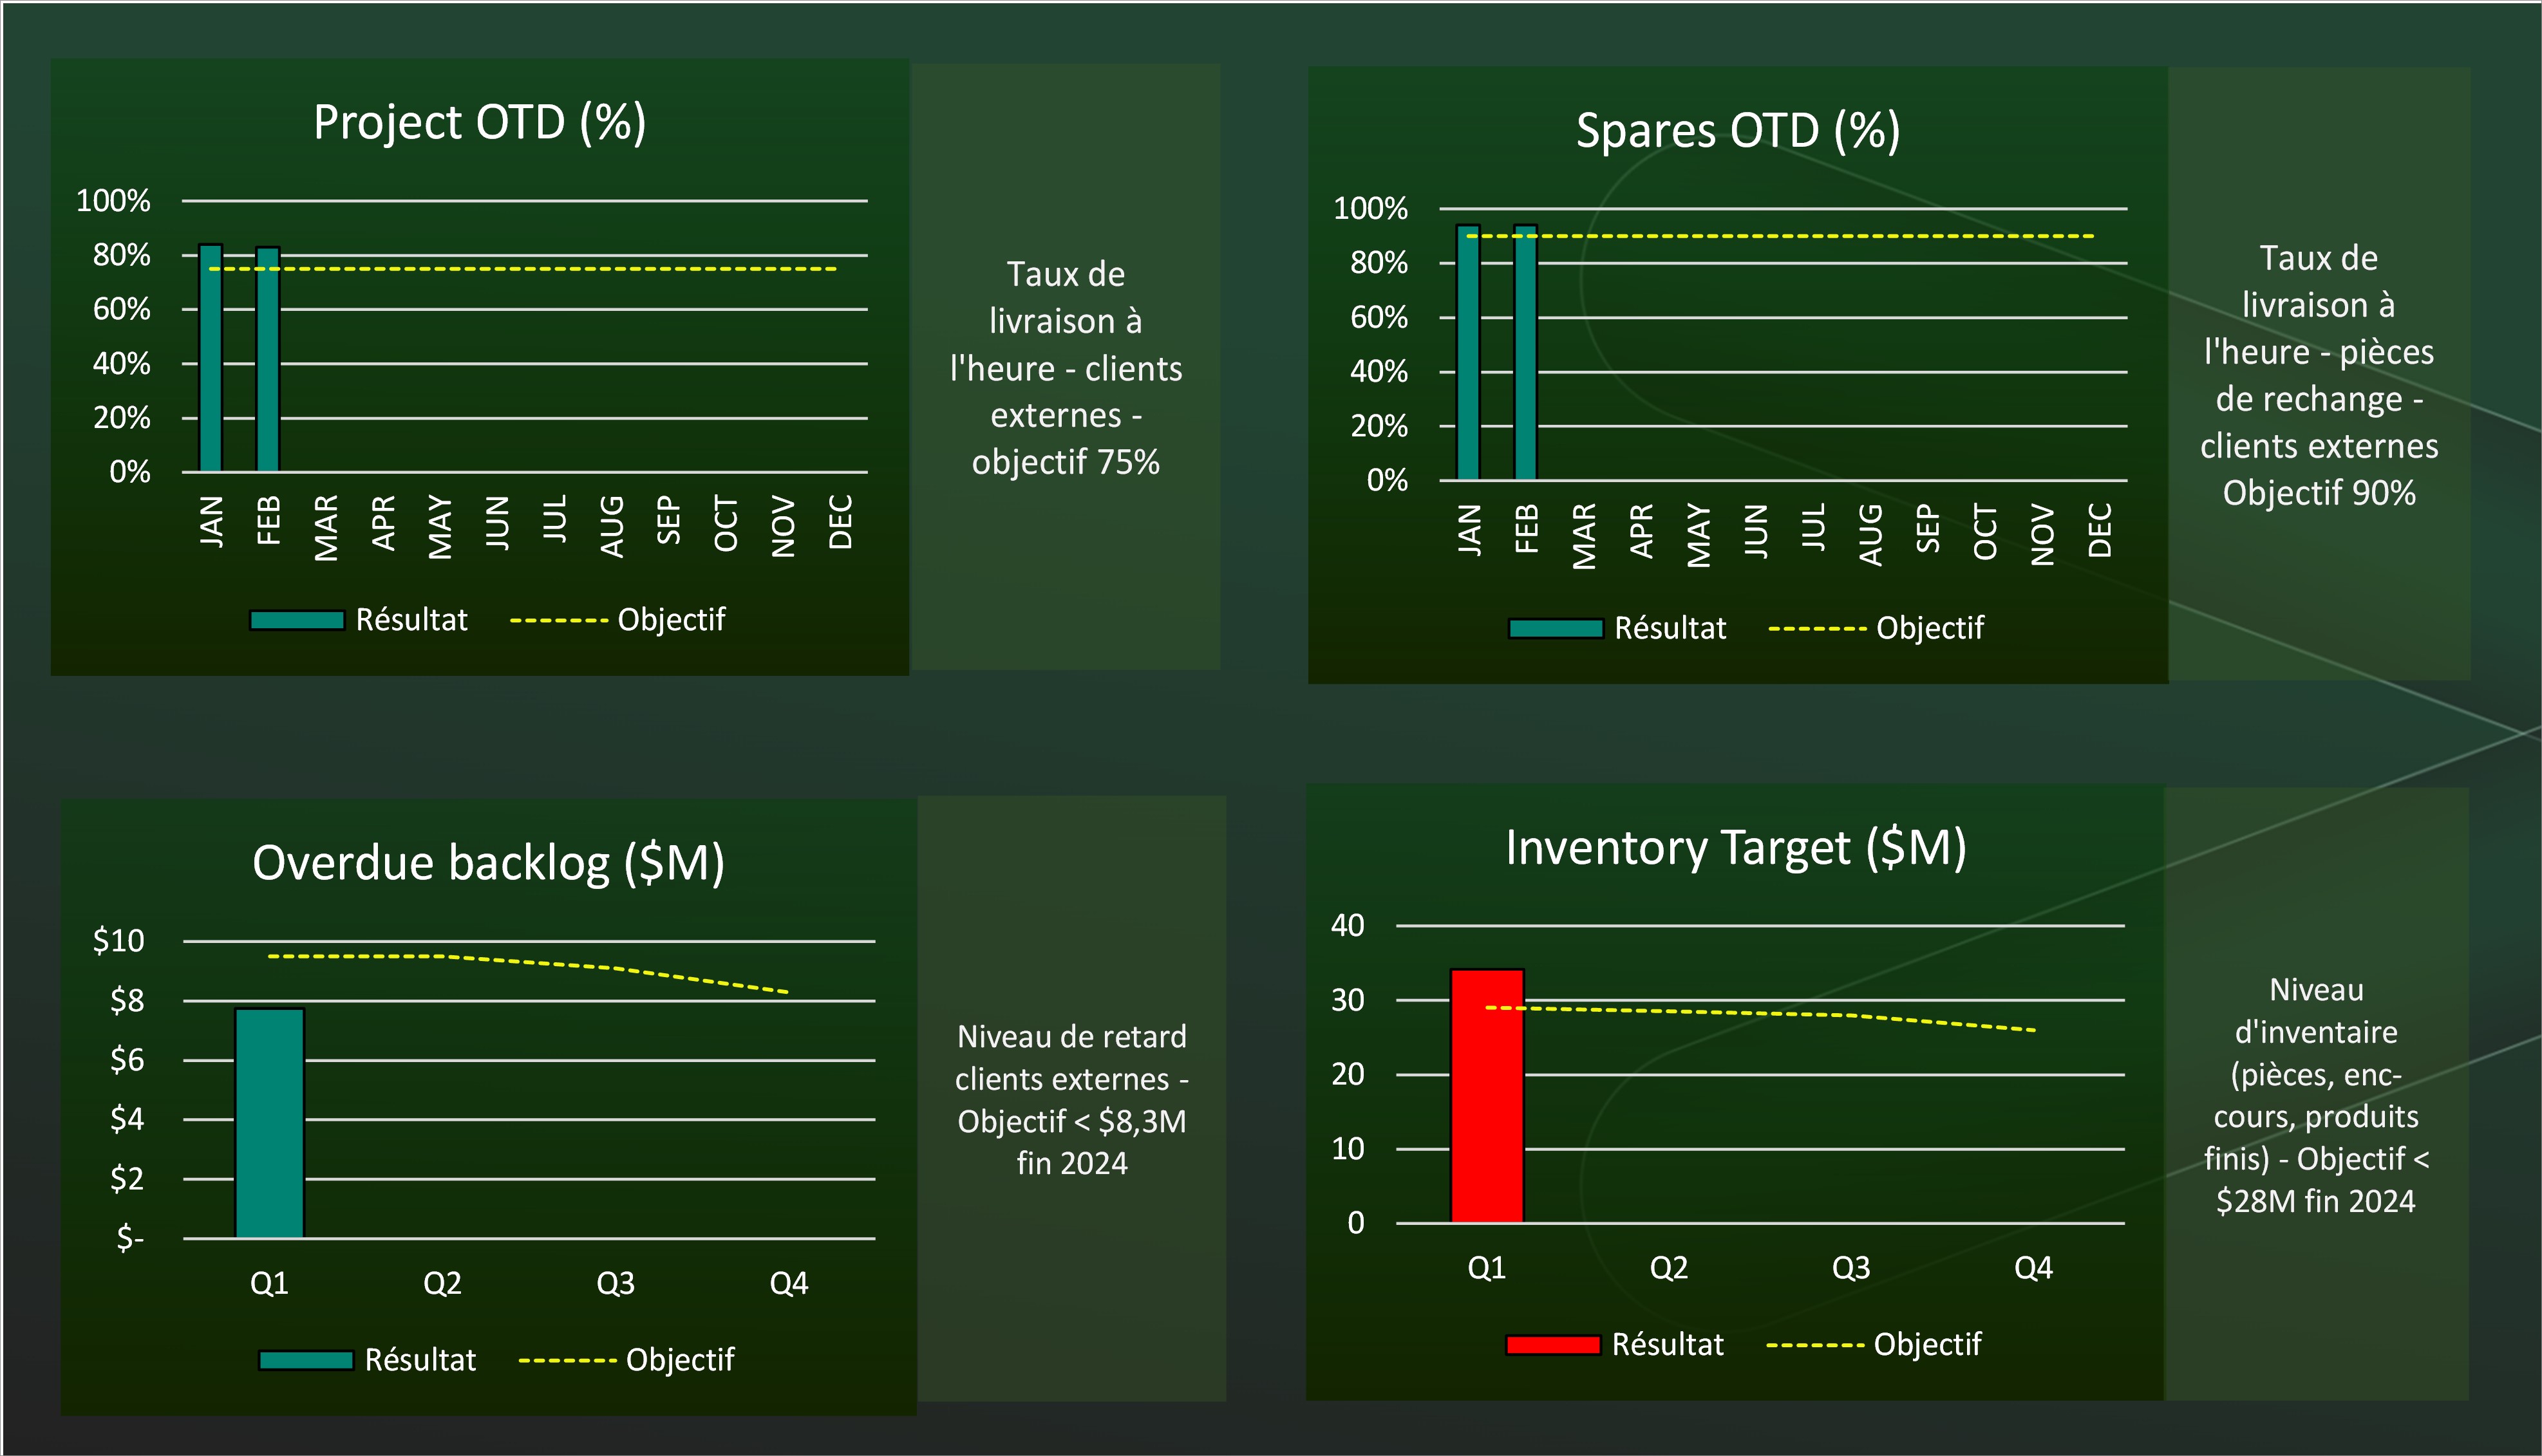 Project OTD (%)
100%
80%
60%
40%
20%
0%
JAN FEB MAR APR MAY JUN JUL AUG SEP OCT NOV DEC
Résultat Objectif
Taux de
livraison à
l'heure - clients
externes -
objectif 75%
Spares OTD (%)
100%
80%
60%
40%
20%
0%
JAN FEB MAR APR MAY JUN JUL AUG SEP OCT NOV DEC
Résultat Objectif
Taux de
livraison à
l'heure - pièces
de rechange -
clients externes
Objectif 90%
Overdue backlog ($M)
$10
$8
$6
$4
$2
$-
Q1 Q2 Q3 Q4
Résultat Objectif
Niveau de retard
clients externes -
Objectif < $8,3M
fin 2024
Inventory Target ($M)
40
30
20
10
0
Q1 Q2 Q3 Q4
Résultat Objectif
Niveau
d'inventaire
(pièces, enc-
cours, produits
finis) - Objectif <
$28M fin 2024